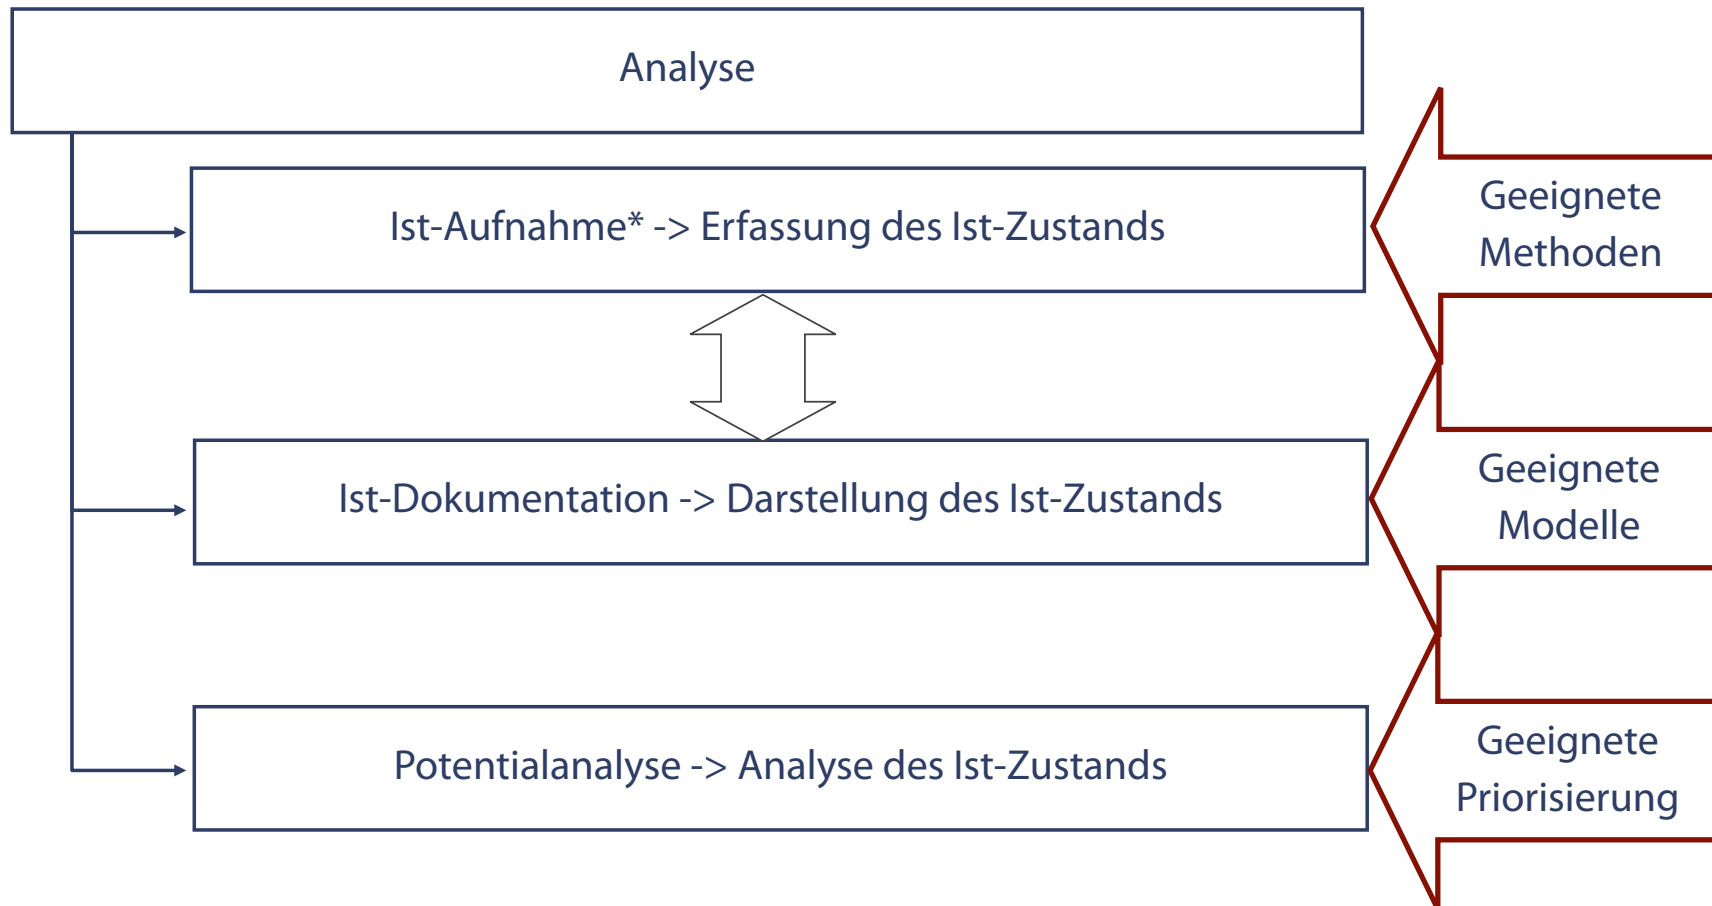 Analyse
Ist-Aufnahme* -> Erfassung des Ist-Zustands
Geeignete
Methoden
Ist-Dokumentation -> Darstellung des Ist-Zustands
Geeignete
Modelle
Potentialanalyse -> Analyse des Ist-Zustands
Geeignete
Priorisierung